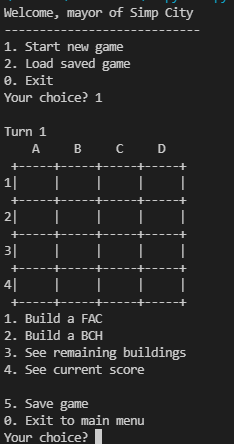 Welcome, mayor of Simp City
----------------------------
1. Start new game
2. Load saved game
0. Exit
Your choice? 1

Turn 1
    A     B     C     D
 +-----+-----+-----+-----+
1|     |     |     |     |
 +-----+-----+-----+-----+
2|     |     |     |     |
 +-----+-----+-----+-----+
3|     |     |     |     |
 +-----+-----+-----+-----+
4|     |     |     |     |
 +-----+-----+-----+-----+
1. Build a FAC
2. Build a BCH
3. See remaining buildings
4. See current score

5. Save game
0. Exit to main menu
Your choice?